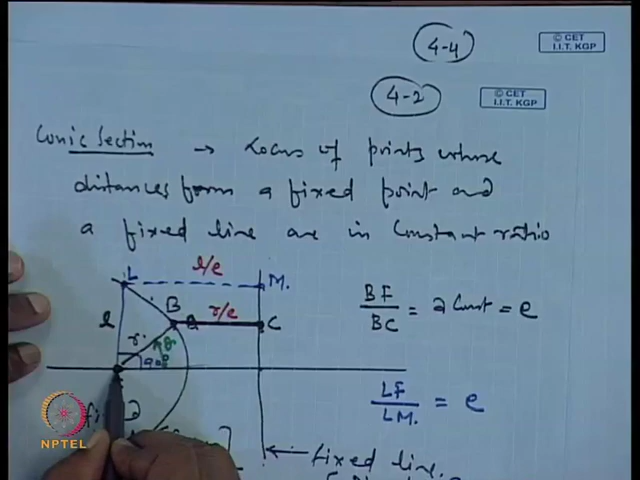 4-4
© CET
I.I.T. KGP
4-2
© CET
I.I.T. KGP
Conic Section → Locus of points whose
distances from a fixed point and
a fixed line are in constant ratio
L l/e M.
B r/e C
l r θ 90°
BF/BC = a Const = e
LF/LM. = e
← fixed line.
NPTEL